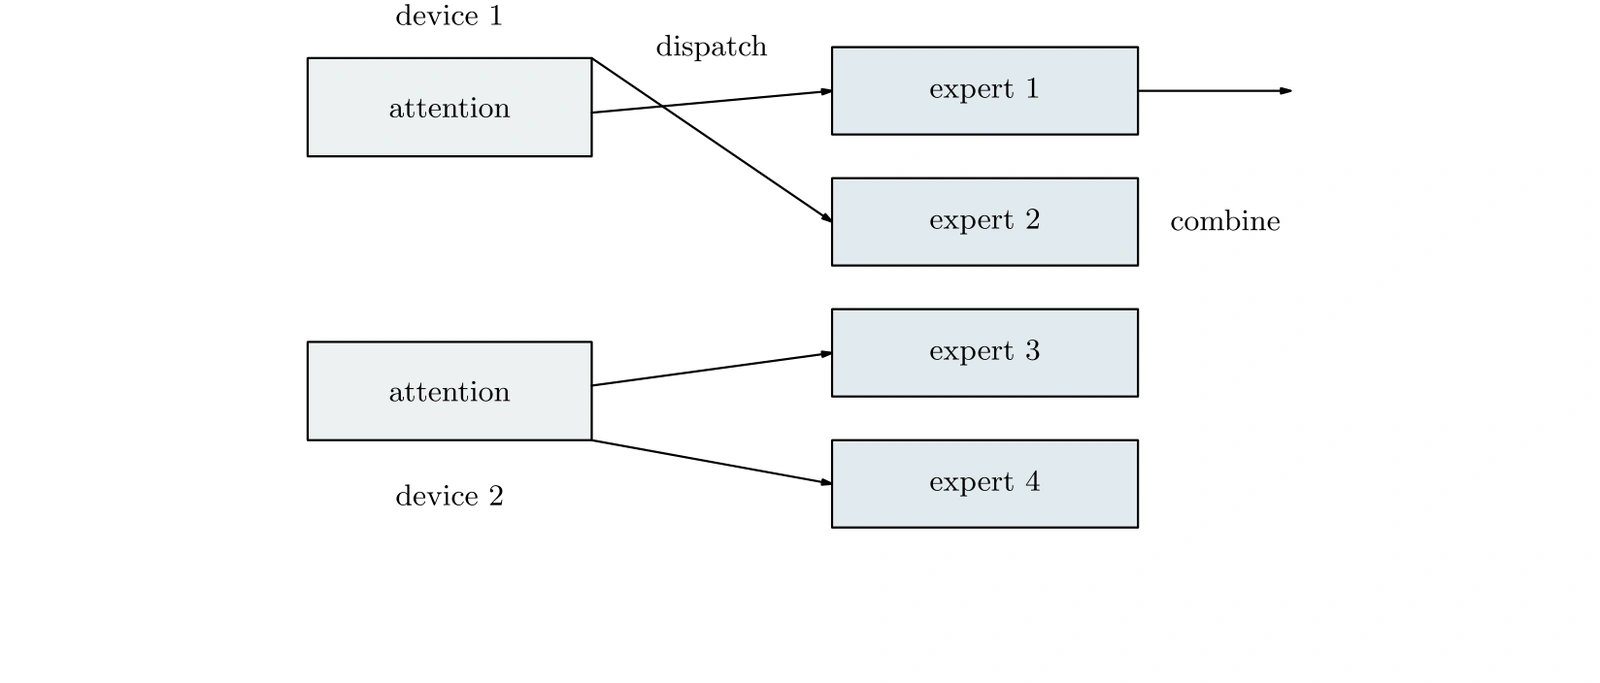 device 1
dispatch
attention
expert 1
expert 2
combine
expert 3
attention
expert 4
device 2